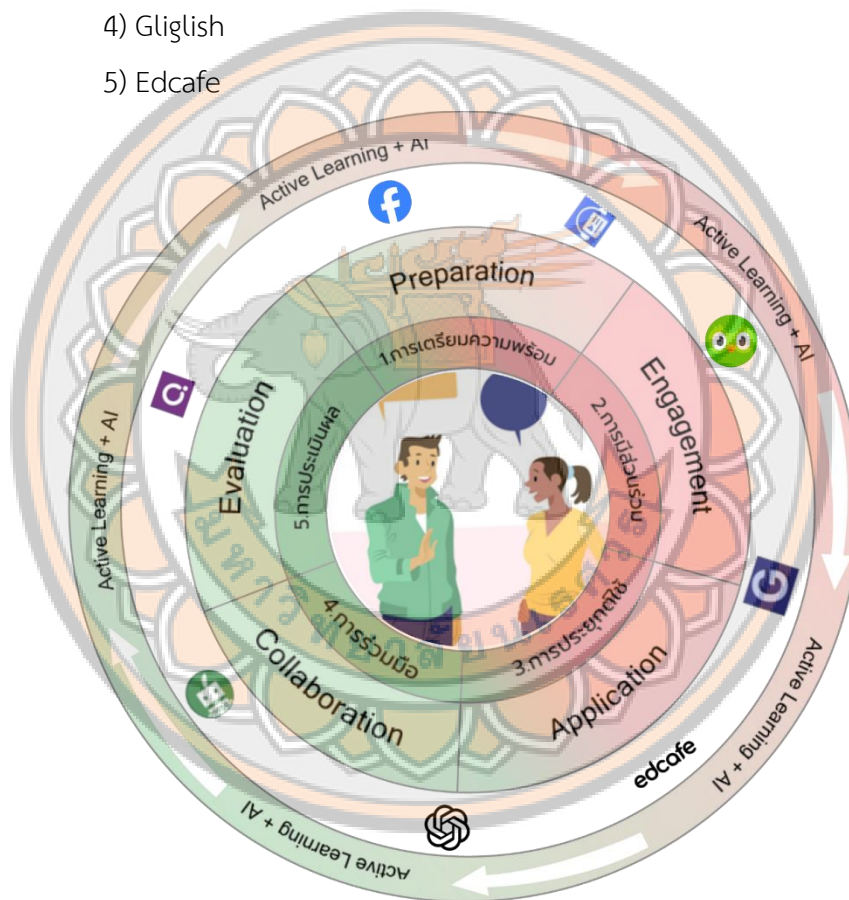 4) Gliglish
5) Edcafe
Active Learning + AI
Active Learning + AI
Active Learning + AI
Active Learning + AI
Active Learning + AI
Preparation
1.การเตรียมความพร้อม
Engagement
2.การมีส่วนร่วม
Application
3.การประยุกต์ใช้
edcafe
Collaboration
4.การร่วมมือ
Evaluation
5.การประเมินผล